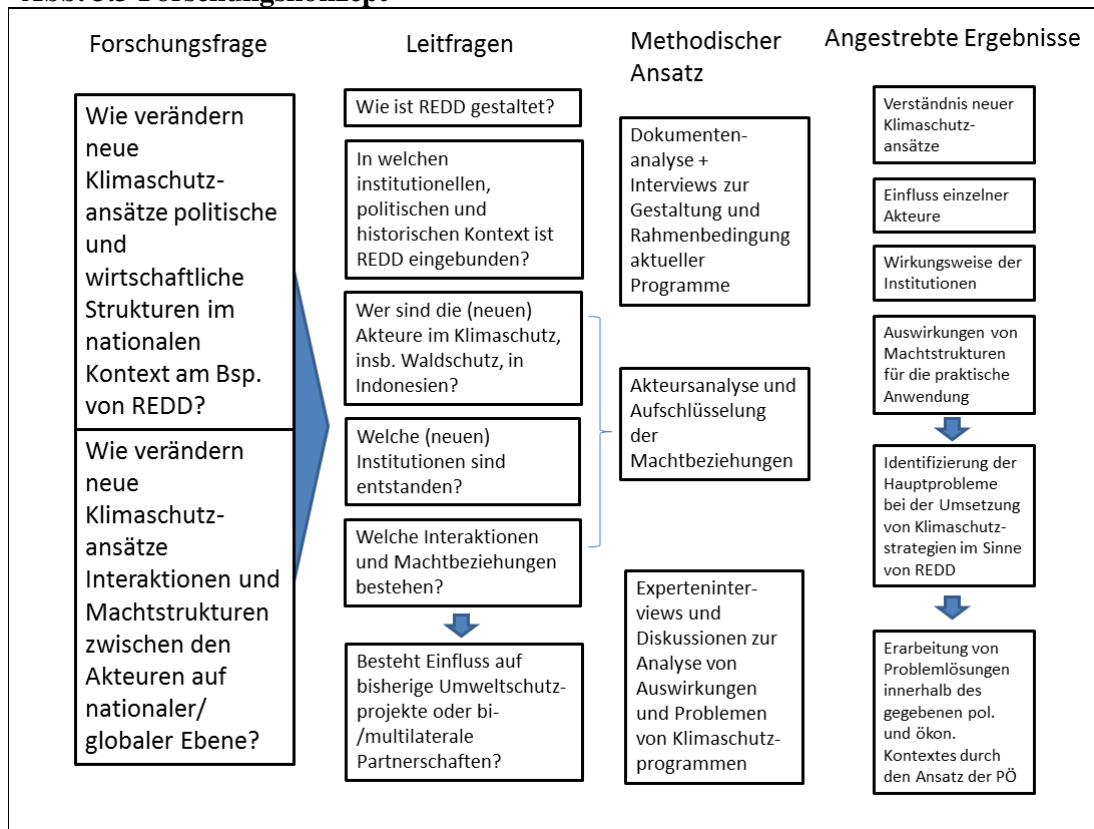 Abb. 3.3 Forschungskonzept
Forschungsfrage
Wie verändern
neue
Klimaschutz-
ansätze politische
und
wirtschaftliche
Strukturen im
nationalen
Kontext am Bsp.
von REDD?
Wie verändern
neue
Klimaschutz-
ansätze
Interaktionen und
Machtstrukturen
zwischen den
Akteuren auf
nationaler/
globaler Ebene?
Leitfragen
Wie ist REDD gestaltet?
In welchen
institutionellen,
politischen und
historischen Kontext ist
REDD eingebunden?
Wer sind die (neuen)
Akteure im Klimaschutz,
insb. Waldschutz, in
Indonesien?
Welche (neuen)
Institutionen sind
entstanden?
Welche Interaktionen
und Machtbeziehungen
bestehen?
Besteht Einfluss auf
bisherige Umweltschutz-
projekte oder bi-
/multilaterale
Partnerschaften?
Methodischer
Ansatz
Dokumenten-
analyse +
Interviews zur
Gestaltung und
Rahmenbedingung
aktueller
Programme
Akteursanalyse und
Aufschlüsselung
der
Machtbeziehungen
Experteninter-
views und
Diskussionen zur
Analyse von
Auswirkungen
und Problemen
von Klimaschutz-
programmen
Angestrebte Ergebnisse
Verständnis neuer
Klimaschutz-
ansätze
Einfluss einzelner
Akteure
Wirkungsweise der
Institutionen
Auswirkungen von
Machtstrukturen
für die praktische
Anwendung
Identifizierung der
Hauptprobleme
bei der Umsetzung
von Klimaschutz-
strategien im Sinne
von REDD
Erarbeitung von
Problemlösungen
innerhalb des
gegebenen pol.
und ökon.
Kontextes durch
den Ansatz der PÖ